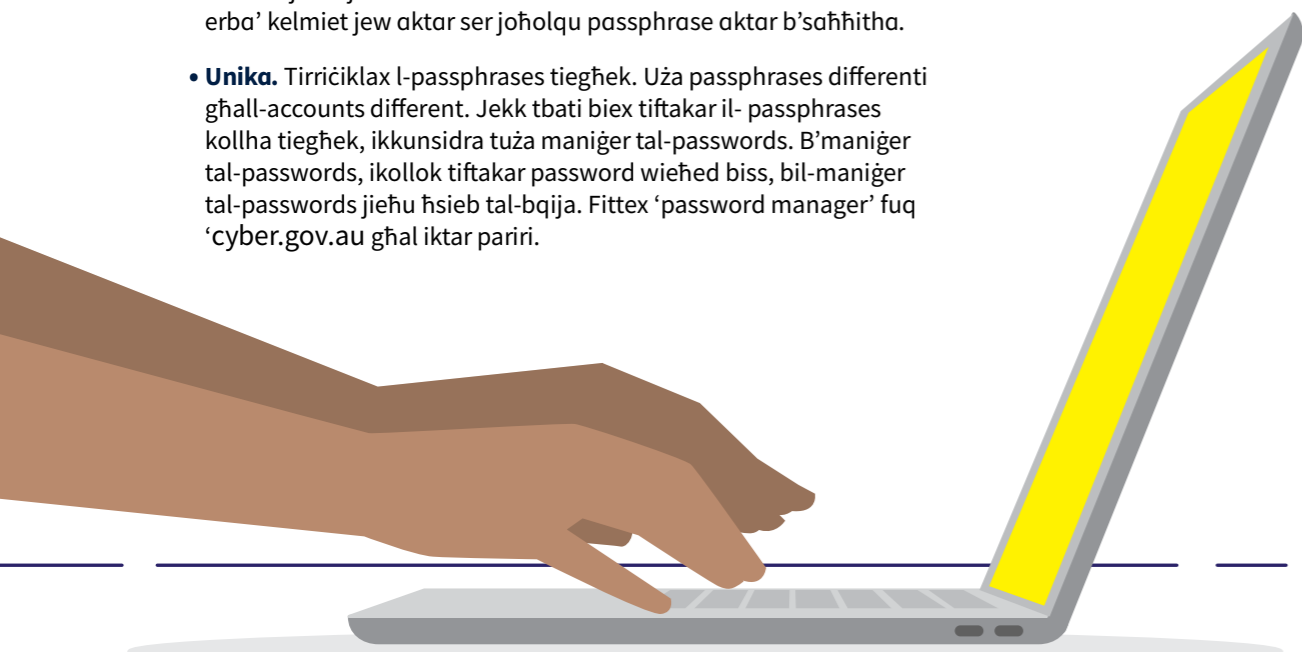 erba’ kelmiet jew aktar ser joħolqu passphrase aktar b’saħħitha.
• Unika. Tirriċiklax l-passphrases tiegħek. Uża passphrases differenti
għall-accounts different. Jekk tbati biex tiftakar il- passphrases
kollha tiegħek, ikkunsidra tuża maniġer tal-passwords. B’maniġer
tal-passwords, ikollok tiftakar password wieħed biss, bil-maniġer
tal-passwords jieħu ħsieb tal-bqija. Fittex ‘password manager’ fuq
‘cyber.gov.au għal iktar pariri.